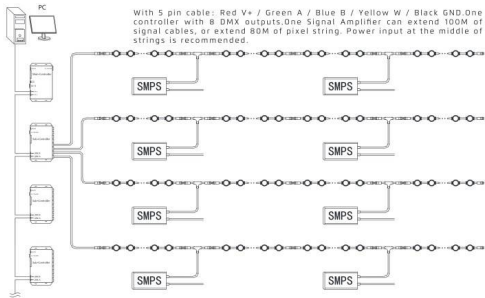 PC
With 5 pin cable: Red V+ / Green A / Blue B / Yellow W / Black GND.One
controller with 8 DMX outputs,One Signal Amplifier can extend 100M of
signal cables, or extend 80M of pixel string. Power input at the middle of
strings is recommended.
SMPS SMPS
SMPS SMPS
SMPS SMPS
SMPS SMPS